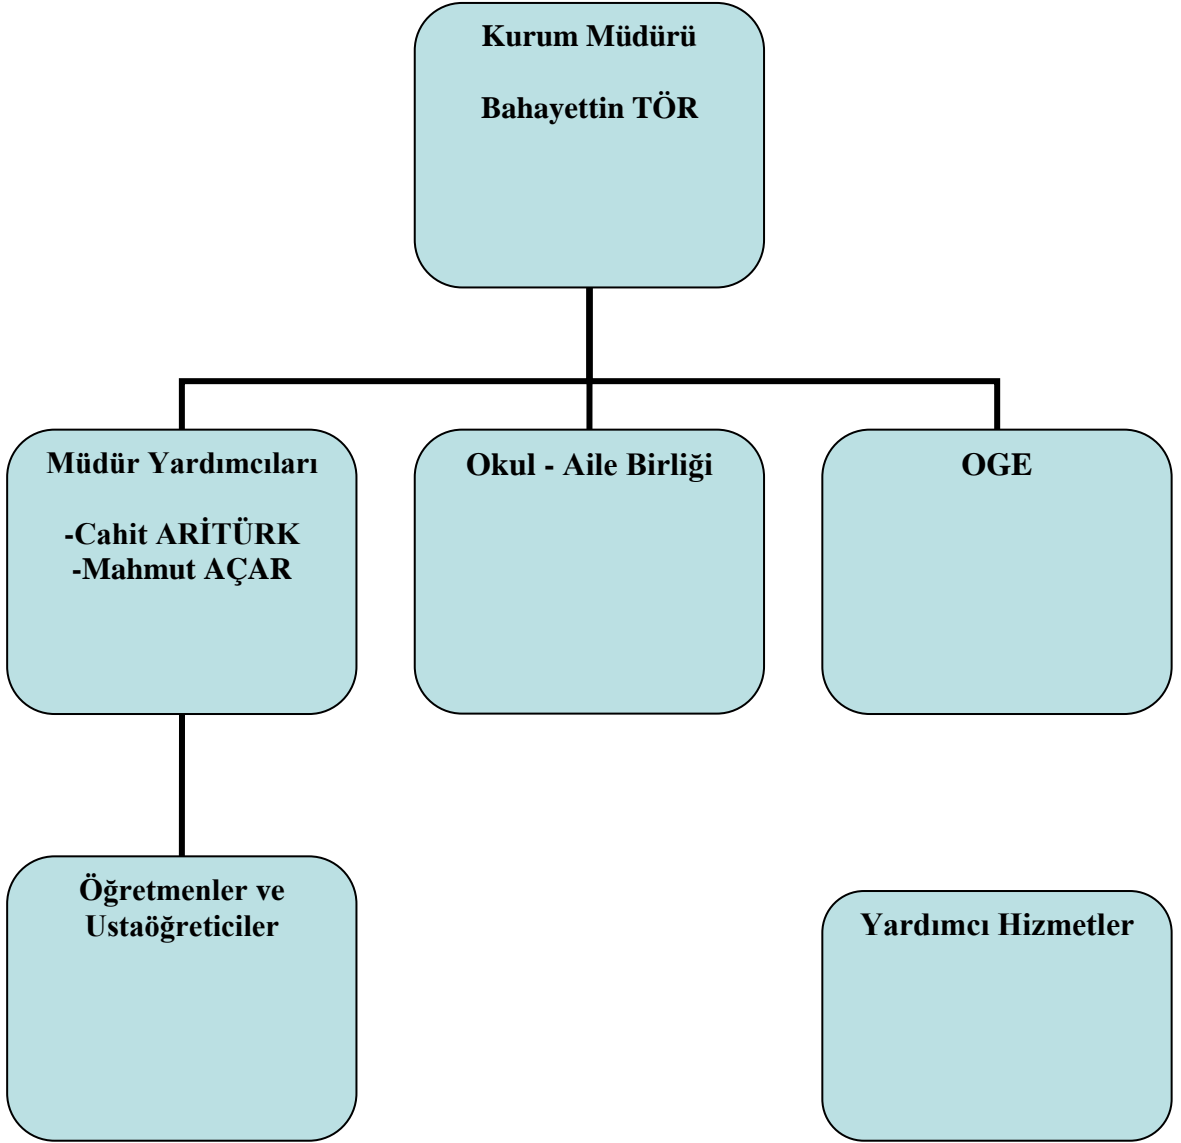 Kurum Müdürü
Bahayettin TÖR
Müdür Yardımcıları
-Cahit ARİTÜRK
-Mahmut AÇAR
Okul - Aile Birliği
OGE
Öğretmenler ve
Ustaöğreticiler
Yardımcı Hizmetler